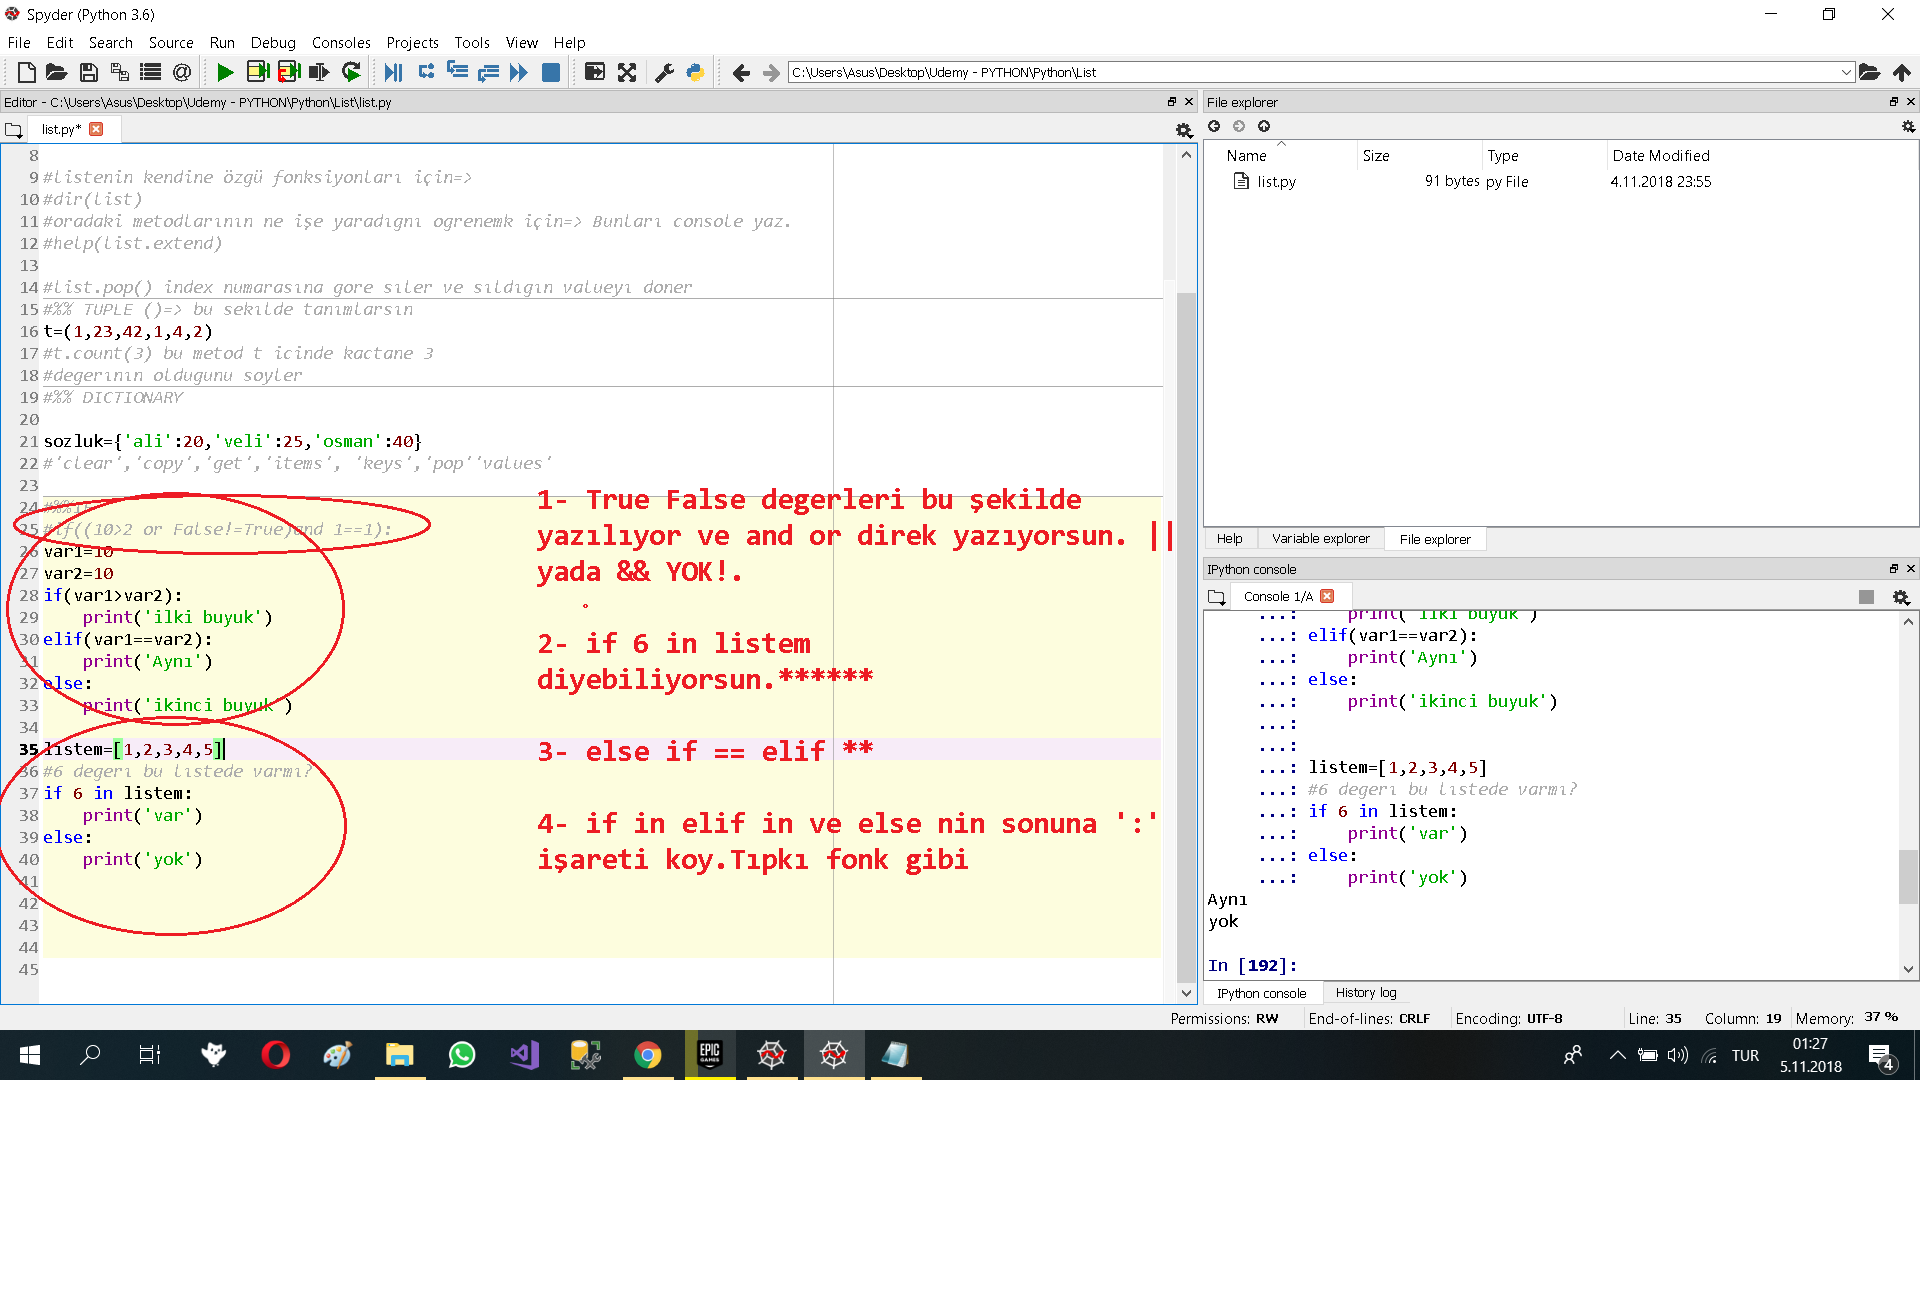 Spyder (Python 3.6)
File Edit Search Source Run Debug Consoles Projects Tools View Help
C:\Users\Asus\Desktop\Udemy - PYTHON\Python\List
Editor - C:\Users\Asus\Desktop\Udemy - PYTHON\Python\List\list.py
list.py*
8
9 #listenin kendine özgü fonksiyonları için=>
10 #dir(list)
11 #oradaki metodlarının ne işe yaradıgnı ogrenemk için=> Bunları console yaz.
12 #help(list.extend)
13
14 #list.pop() index numarasına gore sıler ve sıldıgın valueyı doner
15 #%% TUPLE ()=> bu sekılde tanımlarsın
16 t=(1,23,42,1,4,2)
17 #t.count(3) bu metod t icinde kactane 3
18 #degerının oldugunu soyler
19 #%% DICTIONARY
20
21 sozluk={'ali':20,'veli':25,'osman':40}
22 #'clear','copy','get','items', 'keys','pop''values'
23
24 #%%
25 #if((10>2 or False!=True)and 1==1):
26 var1=10
27 var2=10
28 if(var1>var2):
29     print('ilki buyuk')
30 elif(var1==var2):
31     print('Aynı')
32 else:
33     print('ikinci buyuk')
34
35 listem=[1,2,3,4,5]
36 #6 degerı bu lıstede varmı?
37 if 6 in listem:
38     print('var')
39 else:
40     print('yok')
41
42
43
44
45
1- True False degerleri bu şekilde
yazılıyor ve and or direk yazıyorsun. ||
yada && YOK!.
2- if 6 in listem
diyebiliyorsun.******
3- else if == elif **
4- if in elif in ve else nin sonuna ':'
işareti koy.Tıpkı fonk gibi
File explorer
Name Size Type Date Modified
list.py 91 bytes py File 4.11.2018 23:55
Help Variable explorer File explorer
IPython console
Console 1/A
...:     print('ilki buyuk')
...: elif(var1==var2):
...:     print('Aynı')
...: else:
...:     print('ikinci buyuk')
...:
...:
...: listem=[1,2,3,4,5]
...: #6 degerı bu lıstede varmı?
...: if 6 in listem:
...:     print('var')
...: else:
...:     print('yok')
Aynı
yok
In [192]:
IPython console History log
Permissions: RW End-of-lines: CRLF Encoding: UTF-8 Line: 35 Column: 19 Memory: 37 %
EPIC
GAMES
TUR
01:27
5.11.2018
4